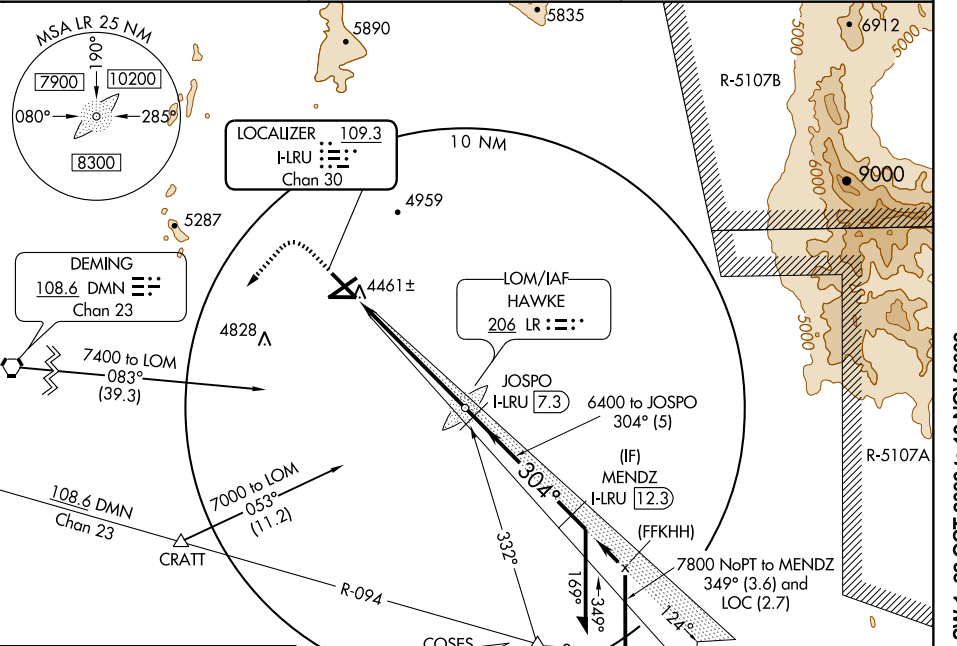 MSA LR 25 NM
190°
7900
10200
080°
285°
8300
5890
5835
6912
5000
5000
R-5107B
6000
9000
LOCALIZER 109.3
I-LRU
Chan 30
10 NM
4959
5287
DEMING
108.6 DMN
Chan 23
4461±
4828
LOM/IAF
HAWKE
206 LR
5000
7400 to LOM
083°
(39.3)
JOSPO
I-LRU 7.3
6400 to JOSPO
304° (5)
(IF)
MENDZ
I-LRU 12.3
R-5107A
304°
7000 to LOM
053°
(11.2)
108.6 DMN
Chan 23
CRATT
332°
(FFKHH)
7800 NoPT to MENDZ
349° (3.6) and
LOC (2.7)
169°
349°
124°
R-094
COSES